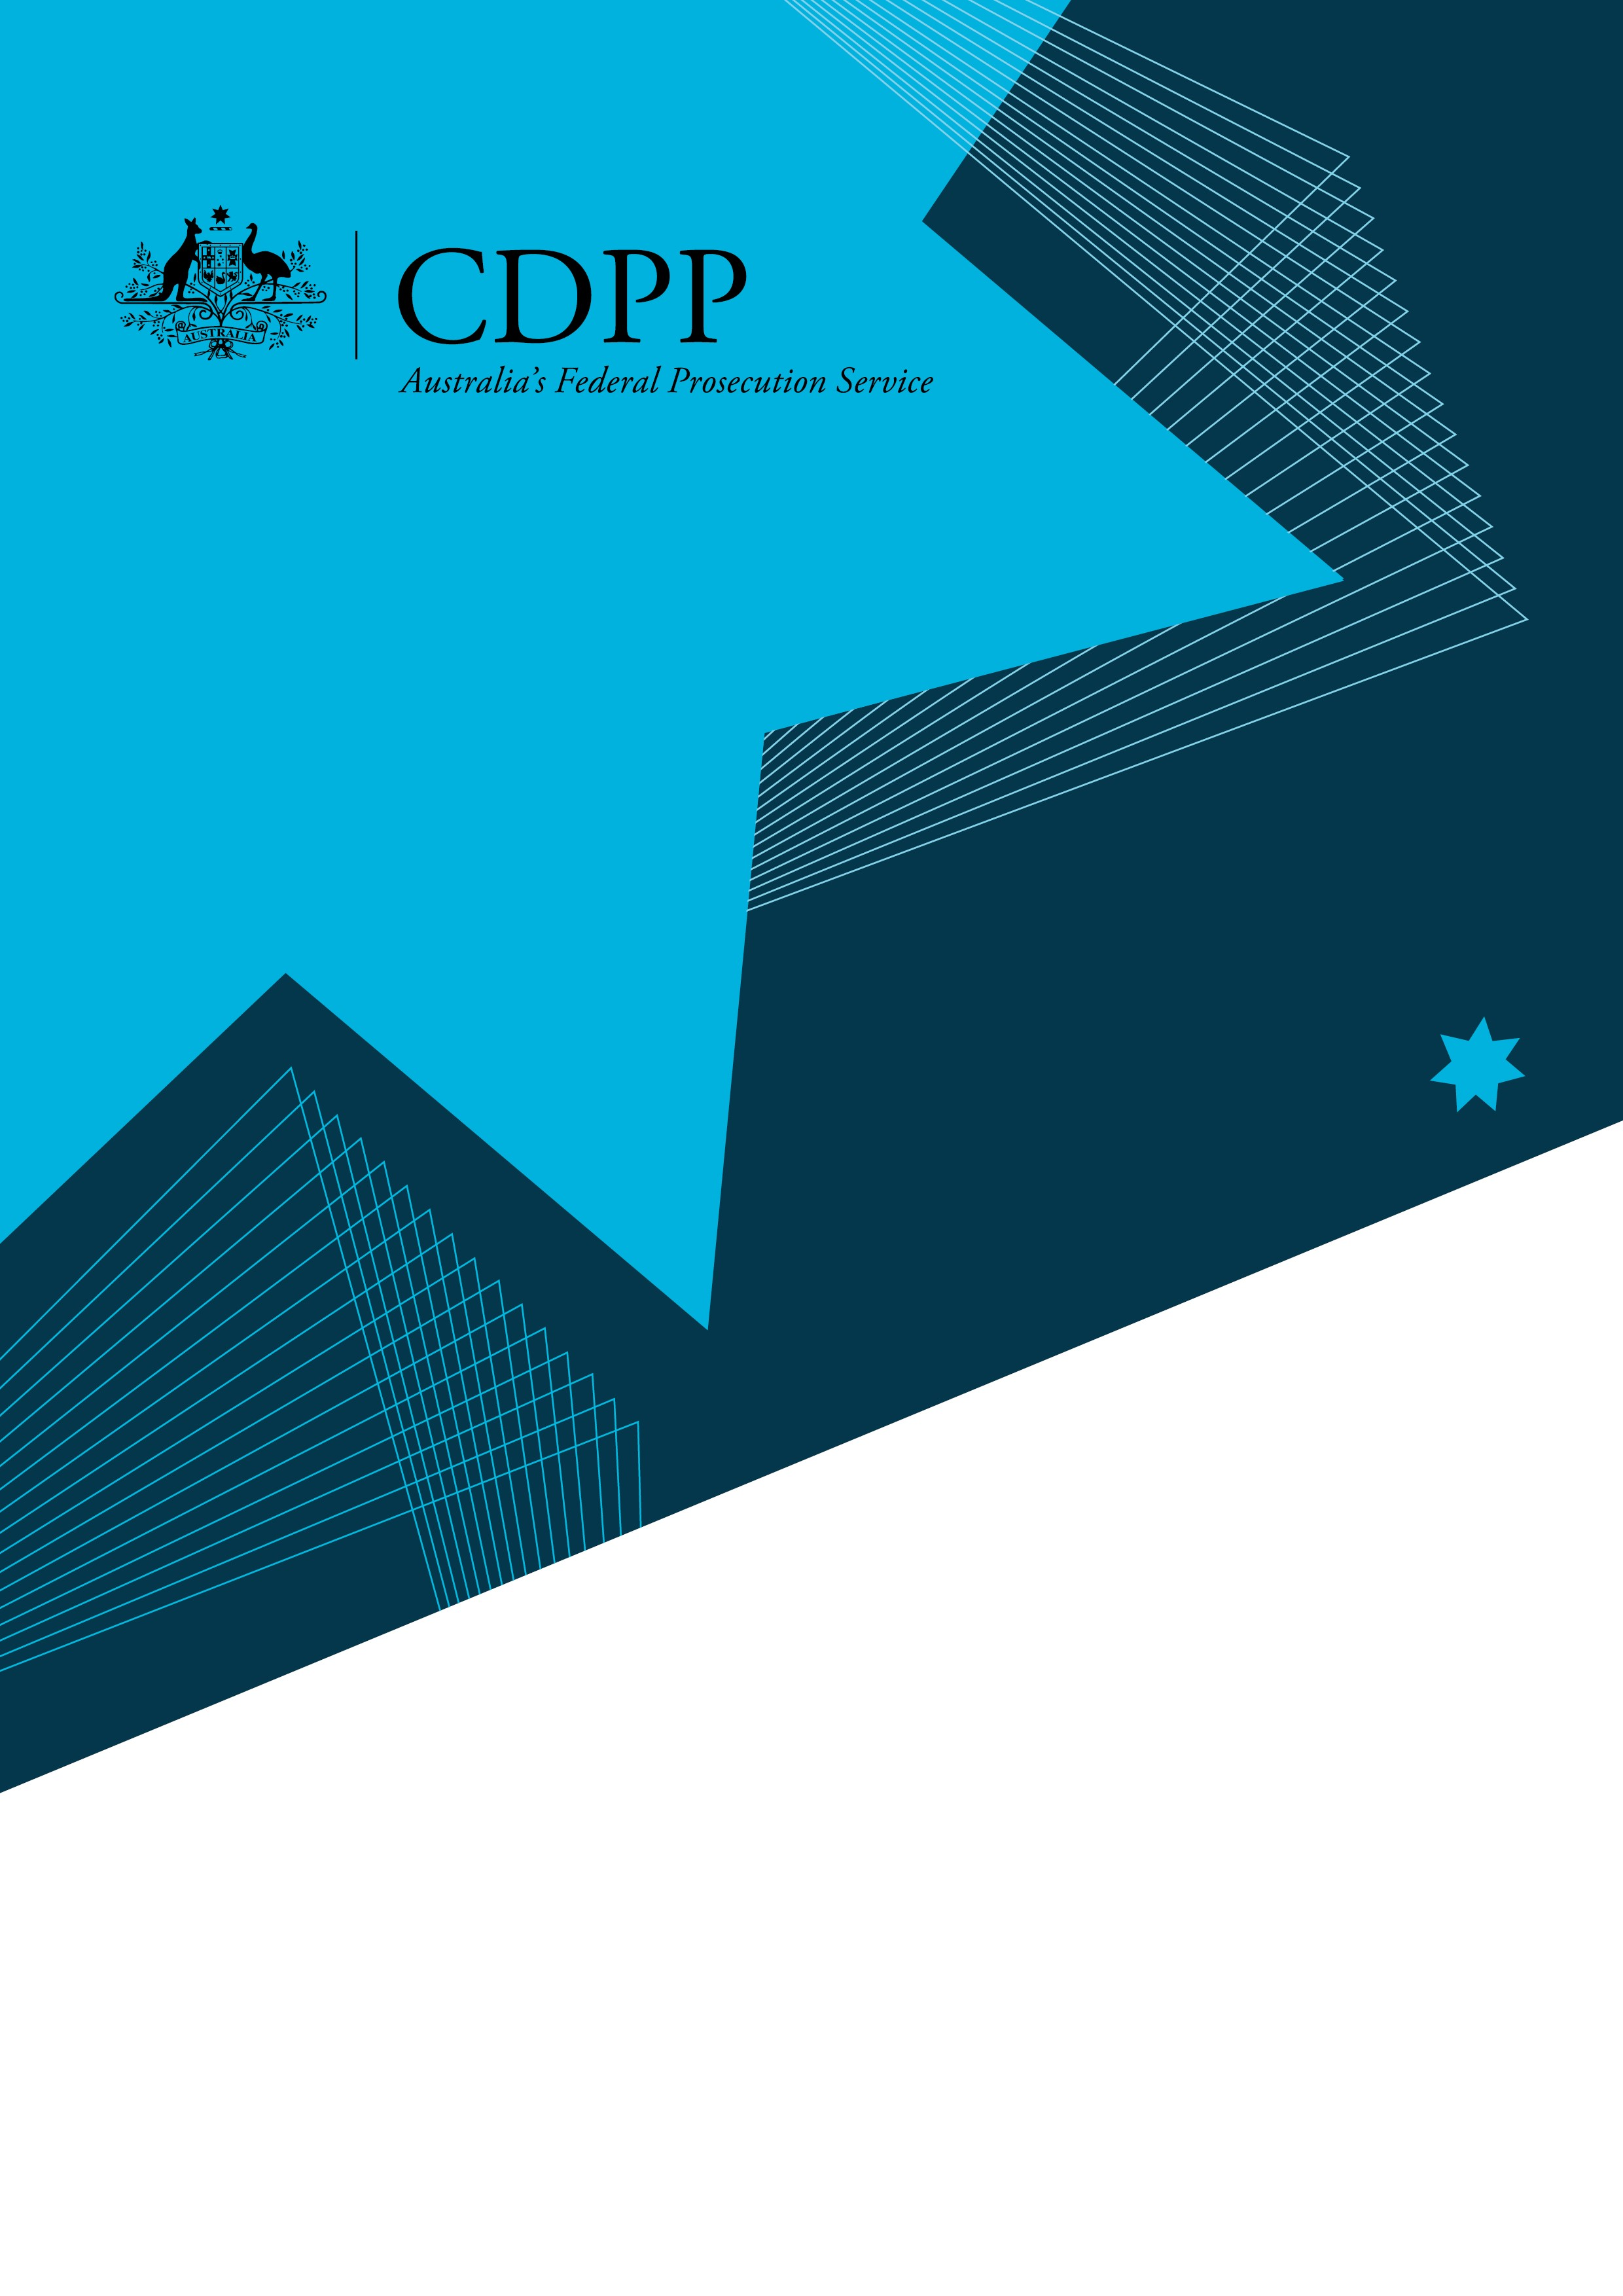 AUSTRALIA
CDPP
Australia’s Federal Prosecution Service